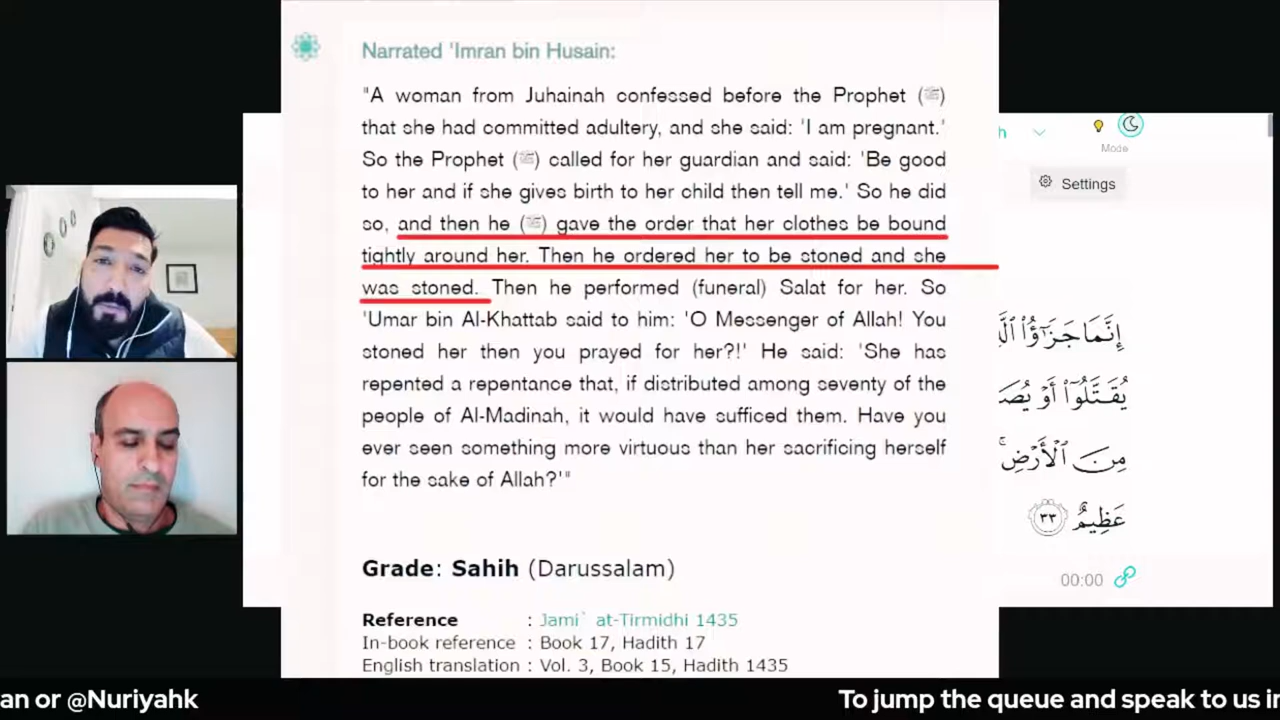 Narrated 'Imran bin Husain:
"A woman from Juhainah confessed before the Prophet (ﷺ)
that she had committed adultery, and she said: 'I am pregnant.'
So the Prophet (ﷺ) called for her guardian and said: 'Be good
to her and if she gives birth to her child then tell me.' So he did
so, and then he (ﷺ) gave the order that her clothes be bound
tightly around her. Then he ordered her to be stoned and she
was stoned. Then he performed (funeral) Salat for her. So
'Umar bin Al-Khattab said to him: 'O Messenger of Allah! You
stoned her then you prayed for her?!' He said: 'She has
repented a repentance that, if distributed among seventy of the
people of Al-Madinah, it would have sufficed them. Have you
ever seen something more virtuous than her sacrificing herself
for the sake of Allah?'"
Grade: Sahih (Darussalam)
Reference : Jami` at-Tirmidhi 1435
In-book reference : Book 17, Hadith 17
English translation : Vol. 3, Book 15, Hadith 1435
h
Mode
Settings
إِنَّمَا جَزَٰٓؤُا۟
يُقَتَّلُوٓا۟ أَوْ
مِنَ ٱلْأَرْضِ ۚ
عَظِيمٌ ٣٣
00:00
an or @Nuriyahk
To jump the queue and speak to us in